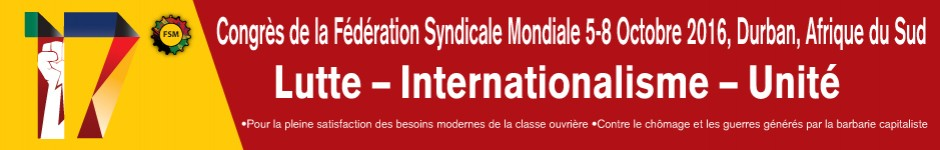 17
FSM
Congrès de la Fédération Syndicale Mondiale 5-8 Octobre 2016, Durban, Afrique du Sud
Lutte – Internationalisme – Unité
•Pour la pleine satisfaction des besoins modernes de la classe ouvrière •Contre le chômage et les guerres générés par la barbarie capitaliste